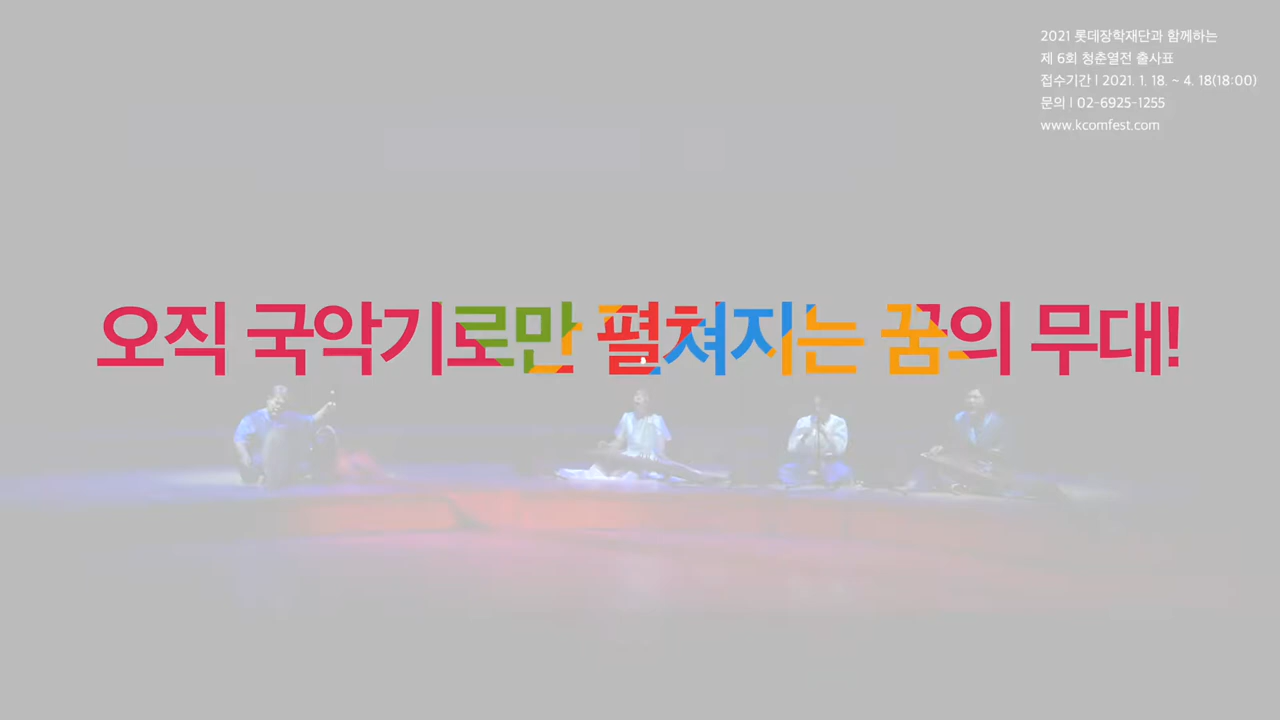 2021 롯데장학재단과 함께하는
제 6회 청춘열전 출사표
접수기간 | 2021. 1. 18. ~ 4. 18(18:00)
문의 | 02-6925-1255
www.kcomfest.com
오직 국악기로만 펼쳐지는 꿈의 무대!